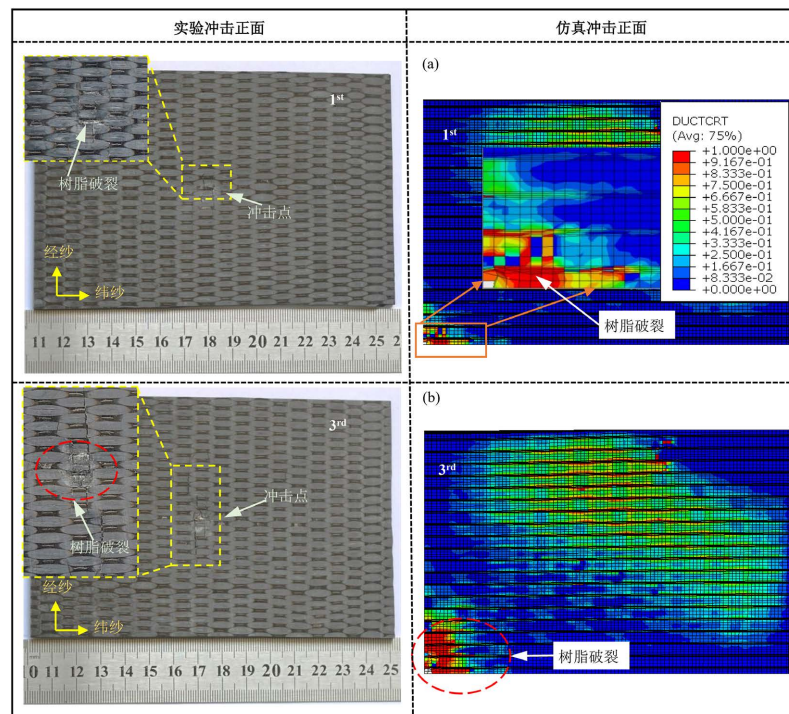 实验冲击正面
仿真冲击正面
1st
树脂破裂
冲击点
经纱
纬纱
11 12 13 14 15 16 17 18 19 20 21 22 23 24 25 2
(a)
1st
DUCTCRT
(Avg: 75%)
+1.000e+00
+9.167e-01
+8.333e-01
+7.500e-01
+6.667e-01
+5.833e-01
+5.000e-01
+4.167e-01
+3.333e-01
+2.500e-01
+1.667e-01
+8.333e-02
+0.000e+00
树脂破裂
3rd
冲击点
树脂破裂
经纱
纬纱
10 11 12 13 14 15 16 17 18 19 20 21 22 23 24 25
(b)
3rd
树脂破裂